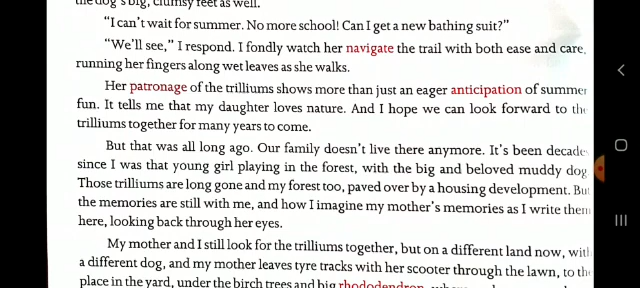 the dog's big, clumsy feet as well.
"I can't wait for summer. No more school! Can I get a new bathing suit?"
"We'll see," I respond. I fondly watch her navigate the trail with both ease and care,
running her fingers along wet leaves as she walks.
Her patronage of the trilliums shows more than just an eager anticipation of summer
fun. It tells me that my daughter loves nature. And I hope we can look forward to the
trilliums together for many years to come.
But that was all long ago. Our family doesn't live there anymore. It's been decade
since I was that young girl playing in the forest, with the big and beloved muddy dog
Those trilliums are long gone and my forest too, paved over by a housing development. But
the memories are still with me, and how I imagine my mother's memories as I write them
here, looking back through her eyes.
My mother and I still look for the trilliums together, but on a different land now, with
a different dog, and my mother leaves tyre tracks with her scooter through the lawn, to the
place in the yard, under the birch trees and big rhododendron